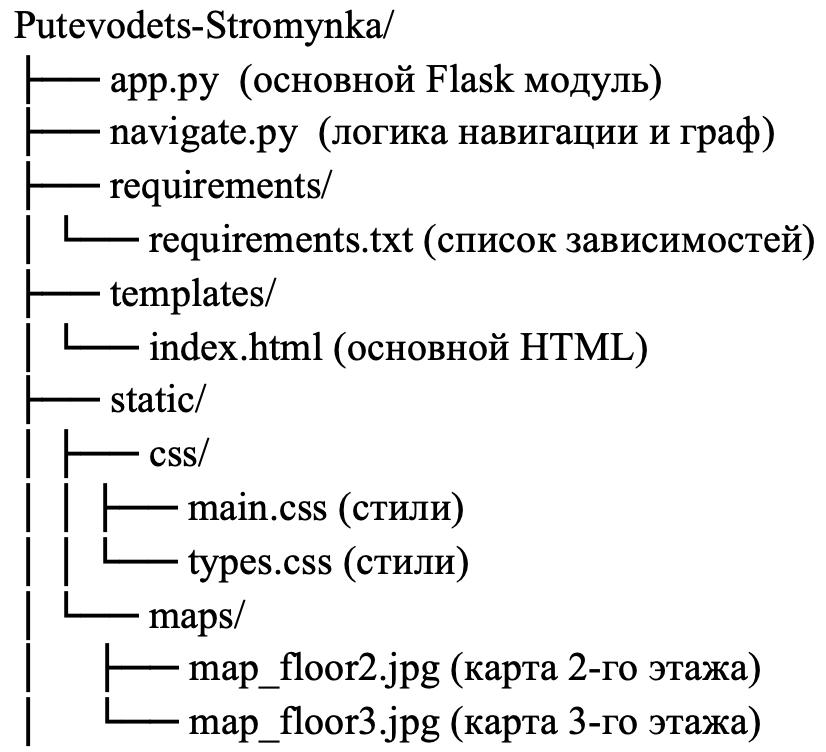 Putevodets-Stromynka/
├── app.py (основной Flask модуль)
├── navigate.py (логика навигации и граф)
├── requirements/
│ └── requirements.txt (список зависимостей)
├── templates/
│ └── index.html (основной HTML)
├── static/
│ ├── css/
│ │ ├── main.css (стили)
│ │ └── types.css (стили)
│ └── maps/
│ ├── map_floor2.jpg (карта 2-го этажа)
│ └── map_floor3.jpg (карта 3-го этажа)